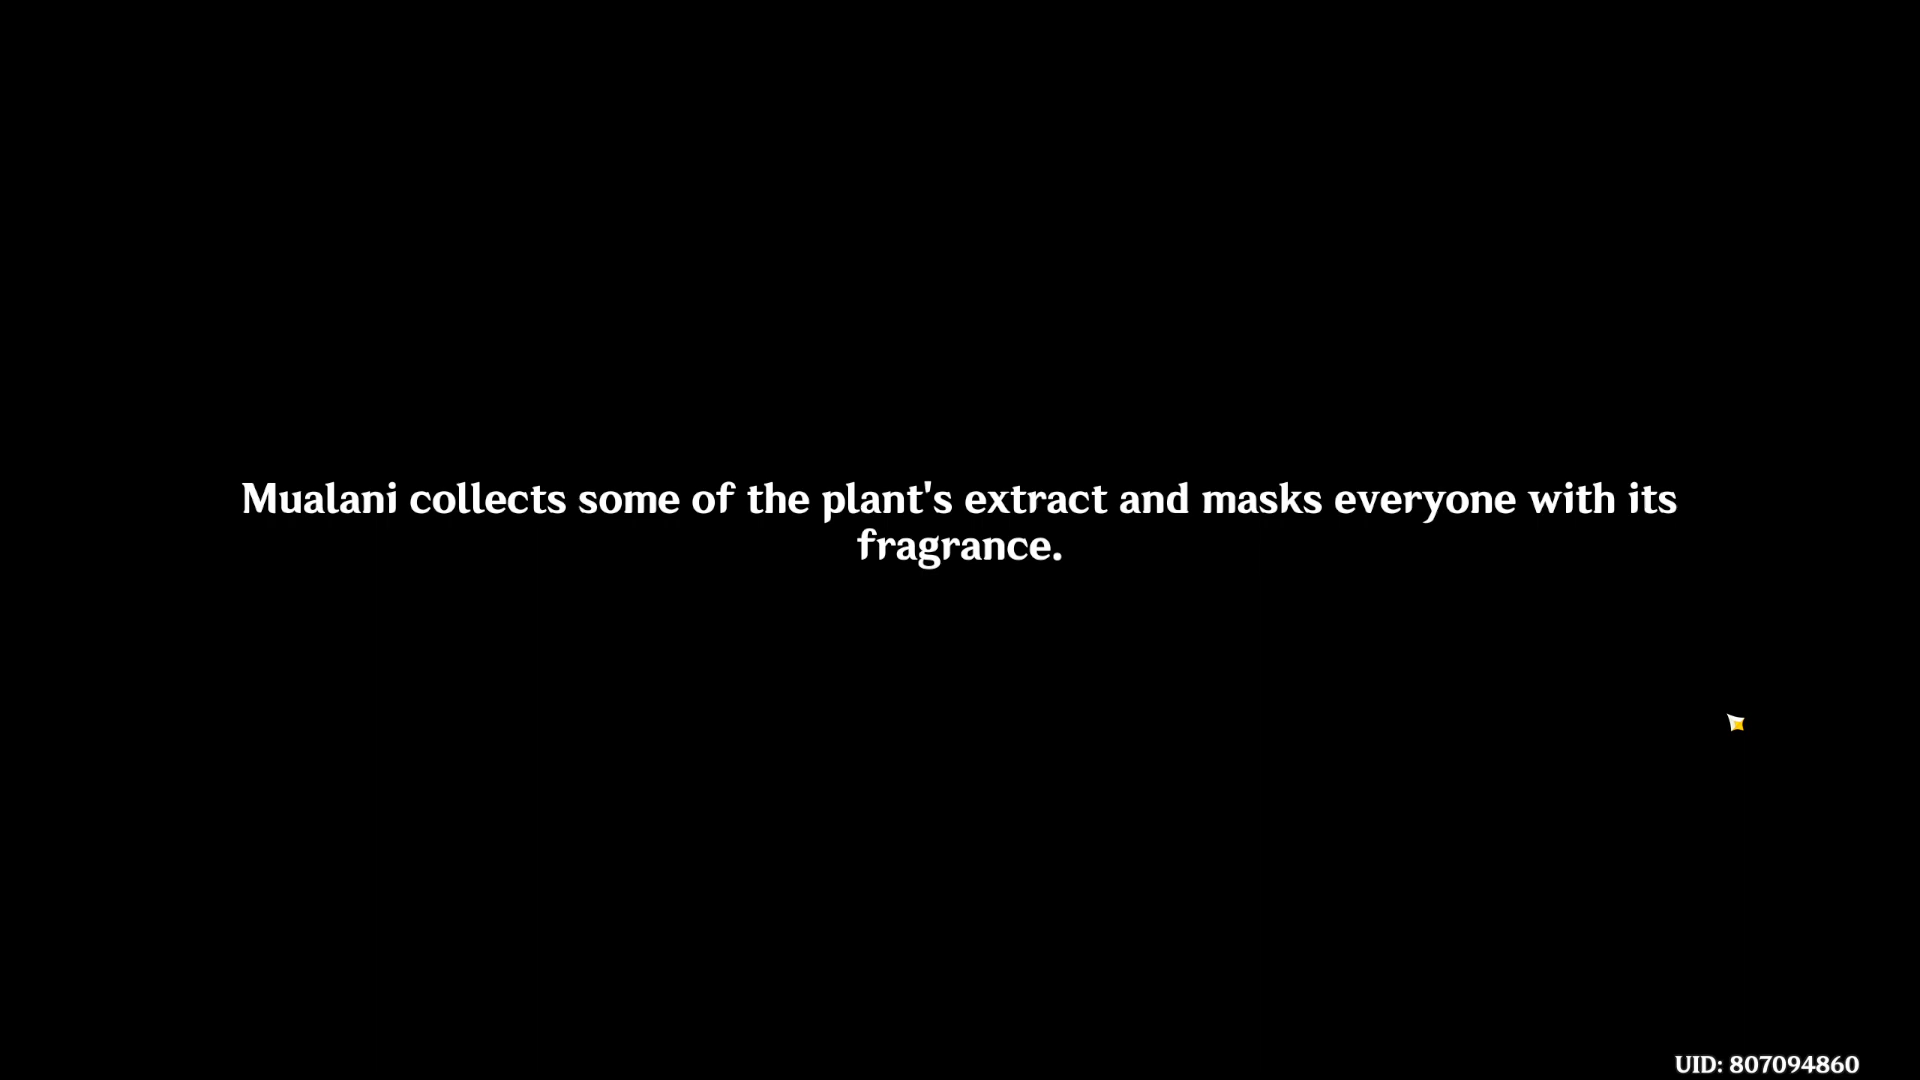 Mualani collects some of the plant's extract and masks everyone with its
fragrance.
UID: 807094860